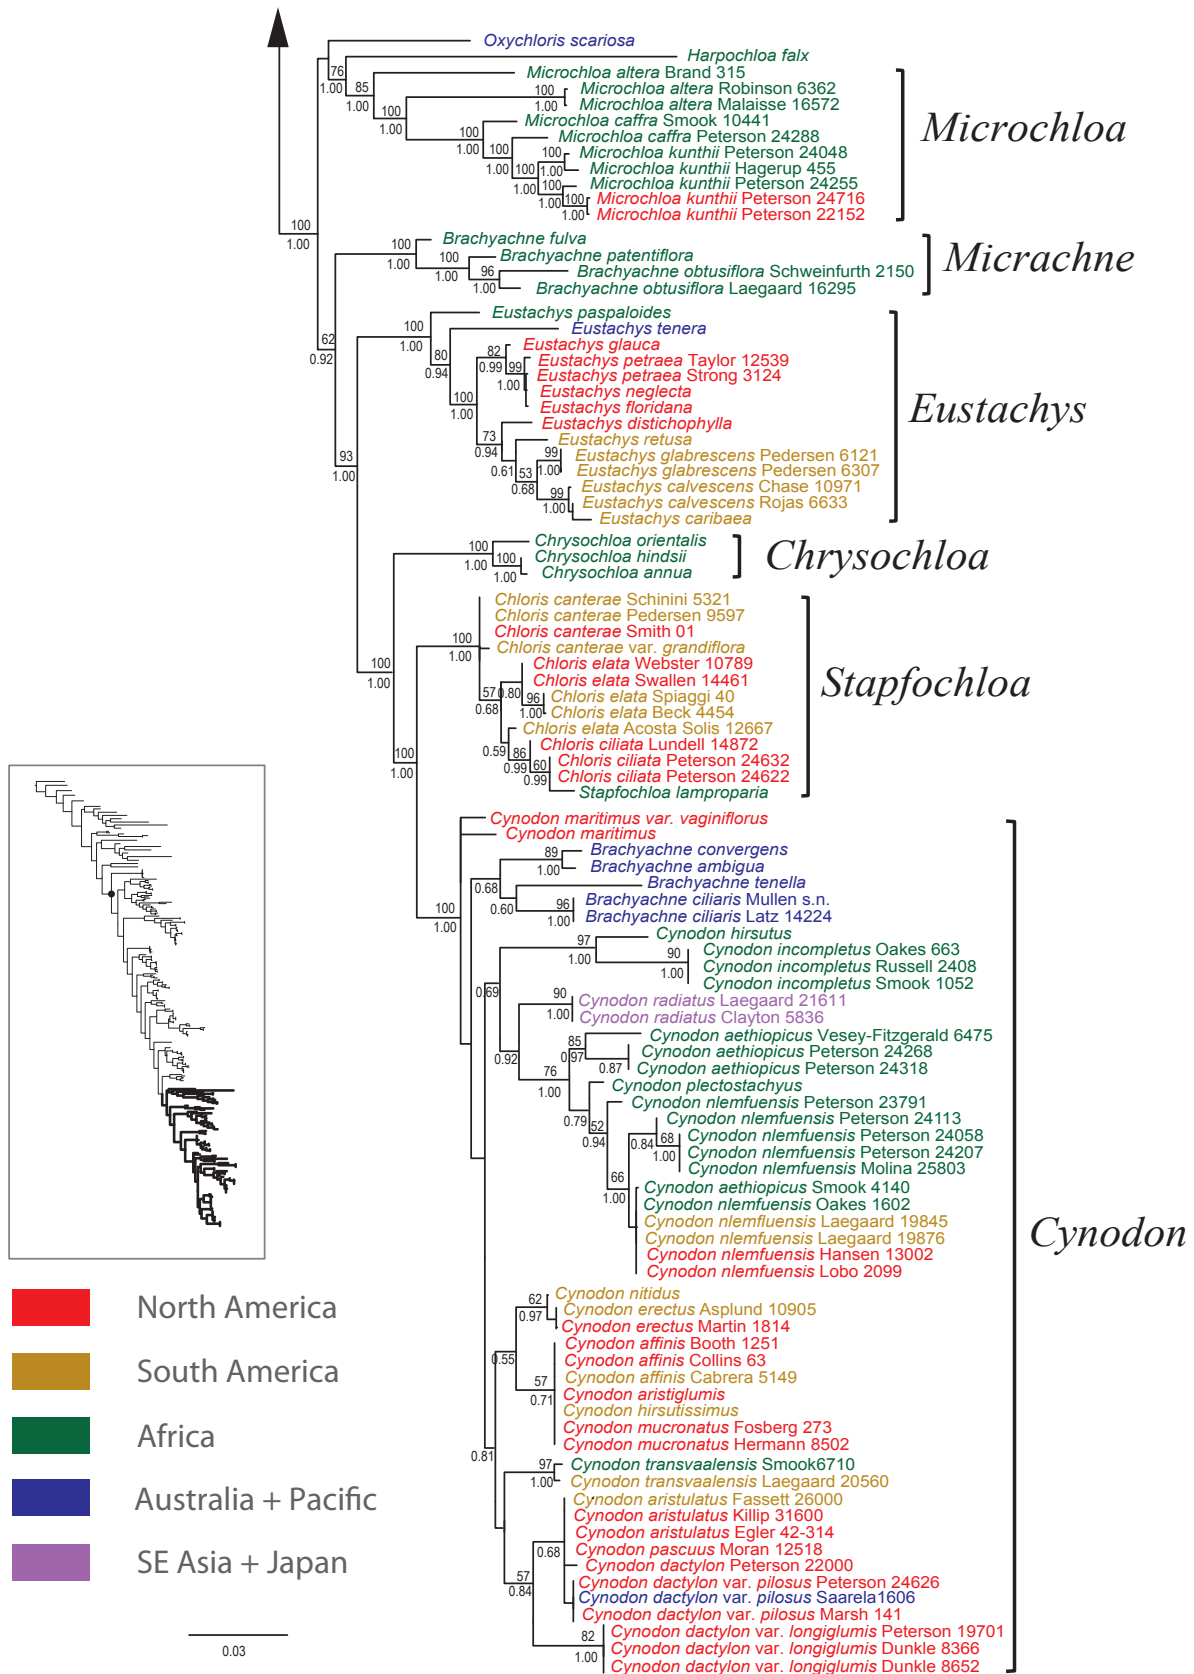 Oxychloris scariosa
Harpochloa falx
76
1.00
Microchloa altera Brand 315
85
1.00
Microchloa altera Robinson 6362
100
1.00
Microchloa altera Malaisse 16572
100
1.00
Microchloa caffra Smook 10441
100
1.00
Microchloa caffra Peterson 24288
100
1.00
Microchloa kunthii Peterson 24048
100
1.00
Microchloa kunthii Hagerup 455
100
1.00
Microchloa kunthii Peterson 24255
100
1.00
Microchloa kunthii Peterson 24716
100
1.00
Microchloa kunthii Peterson 22152
Microchloa
100
1.00
Brachyachne fulva
100
1.00
Brachyachne patentiflora
100
1.00
Brachyachne obtusiflora Schweinfurth 2150
96
1.00
Brachyachne obtusiflora Laegaard 16295
Micrachne
62
0.92
Eustachys paspaloides
100
1.00
Eustachys tenera
80
0.94
Eustachys glauca
82
0.99
Eustachys petraea Taylor 12539
99
1.00
Eustachys petraea Strong 3124
Eustachys neglecta
Eustachys floridana
100
1.00
Eustachys distichophylla
73
0.94
Eustachys retusa
0.61
Eustachys glabrescens Pedersen 6121
99
1.00
Eustachys glabrescens Pedersen 6307
53
0.68
Eustachys calvescens Chase 10971
99
1.00
Eustachys calvescens Rojas 6633
Eustachys caribaea
Eustachys
93
1.00
Chrysochloa orientalis
100
1.00
Chrysochloa hindsii
100
1.00
Chrysochloa annua
Chrysochloa
100
1.00
Chloris canterae Schinini 5321
Chloris canterae Pedersen 9597
Chloris canterae Smith 01
100
1.00
Chloris canterae var. grandiflora
Chloris elata Webster 10789
Chloris elata Swallen 14461
57
0.68
0.80
Chloris elata Spiaggi 40
96
1.00
Chloris elata Beck 4454
Chloris elata Acosta Solis 12667
0.59
Chloris ciliata Lundell 14872
86
0.99
Chloris ciliata Peterson 24632
60
0.99
Chloris ciliata Peterson 24622
Stapfochloa lamproparia
Stapfochloa
100
1.00
Cynodon maritimus var. vaginiflorus
Cynodon maritimus
Brachyachne convergens
89
1.00
Brachyachne ambigua
0.68
Brachyachne tenella
0.60
Brachyachne ciliaris Mullen s.n.
96
1.00
Brachyachne ciliaris Latz 14224
100
1.00
Cynodon hirsutus
97
1.00
Cynodon incompletus Oakes 663
90
1.00
Cynodon incompletus Russell 2408
Cynodon incompletus Smook 1052
0.69
Cynodon radiatus Laegaard 21611
90
1.00
Cynodon radiatus Clayton 5836
0.92
Cynodon aethiopicus Vesey-Fitzgerald 6475
85
0.97
Cynodon aethiopicus Peterson 24268
0.87
Cynodon aethiopicus Peterson 24318
76
1.00
Cynodon plectostachyus
0.79
Cynodon nlemfuensis Peterson 23791
52
0.94
Cynodon nlemfuensis Peterson 24113
0.84
Cynodon nlemfuensis Peterson 24058
68
1.00
Cynodon nlemfuensis Peterson 24207
Cynodon nlemfuensis Molina 25803
66
1.00
Cynodon aethiopicus Smook 4140
Cynodon nlemfuensis Oakes 1602
Cynodon nlemfluensis Laegaard 19845
Cynodon nlemfuensis Laegaard 19876
Cynodon nlemfuensis Hansen 13002
Cynodon nlemfuensis Lobo 2099
Cynodon
Cynodon nitidus
62
0.97
Cynodon erectus Asplund 10905
Cynodon erectus Martin 1814
0.55
Cynodon affinis Booth 1251
Cynodon affinis Collins 63
Cynodon affinis Cabrera 5149
57
0.71
Cynodon aristiglumis
Cynodon hirsutissimus
Cynodon mucronatus Fosberg 273
Cynodon mucronatus Hermann 8502
0.81
Cynodon transvaalensis Smook6710
97
1.00
Cynodon transvaalensis Laegaard 20560
Cynodon aristulatus Fassett 26000
Cynodon aristulatus Killip 31600
Cynodon aristulatus Egler 42-314
0.68
Cynodon pascuus Moran 12518
Cynodon dactylon Peterson 22000
57
0.84
Cynodon dactylon var. pilosus Peterson 24626
Cynodon dactylon var. pilosus Saarela1606
Cynodon dactylon var. pilosus Marsh 141
82
1.00
Cynodon dactylon var. longiglumis Peterson 19701
Cynodon dactylon var. longiglumis Dunkle 8366
Cynodon dactylon var. longiglumis Dunkle 8652
North America
South America
Africa
Australia + Pacific
SE Asia + Japan
0.03